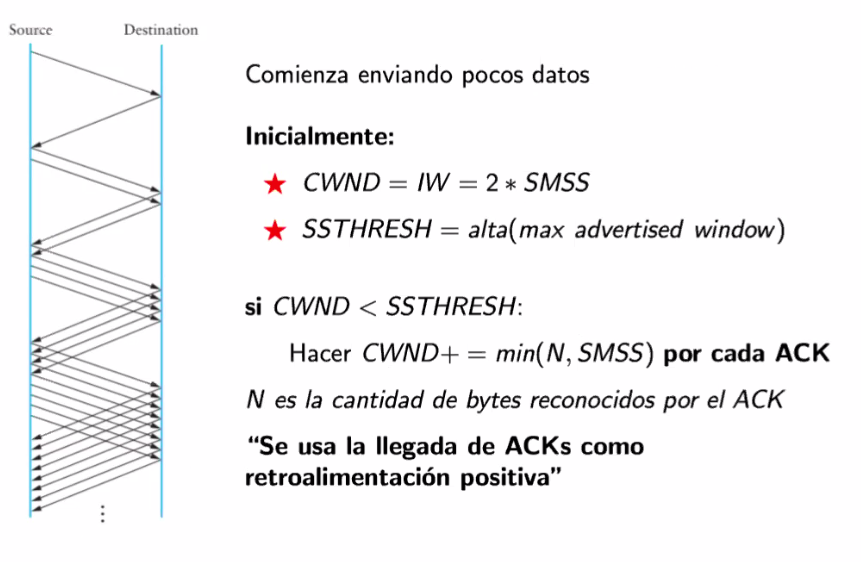 Source Destination
Comienza enviando pocos datos
Inicialmente:
★ CWND = IW = 2 ∗ SMSS
★ SSTHRESH = alta(max advertised window)
si CWND < SSTHRESH:
Hacer CWND+ = min(N, SMSS) por cada ACK
N es la cantidad de bytes reconocidos por el ACK
“Se usa la llegada de ACKs como
retroalimentación positiva”